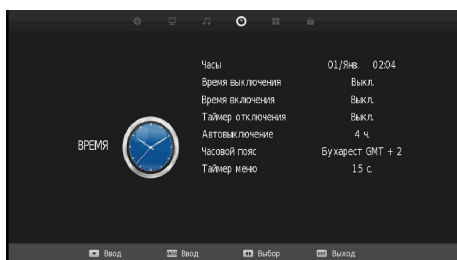 Часы 01/Янв. 02:04
Время выключения Выкл.
Время включения Выкл.
Таймер отключения Выкл.
Автовыключение 4 ч.
ВРЕМЯ
Часовой пояс Бухарест GMT + 2
Таймер меню 15 с.
Ввод Ввод Выбор Выход